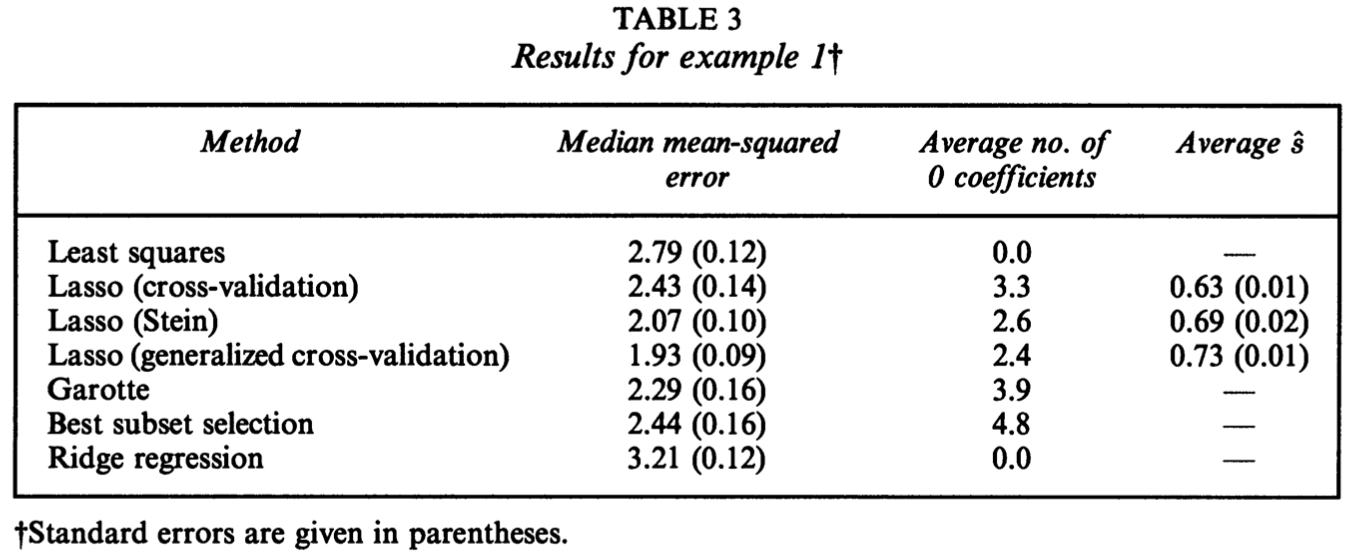 TABLE 3
Results for example 1†
Method Median mean-squared error Average no. of 0 coefficients Average ŝ
Least squares 2.79 (0.12) 0.0 —
Lasso (cross-validation) 2.43 (0.14) 3.3 0.63 (0.01)
Lasso (Stein) 2.07 (0.10) 2.6 0.69 (0.02)
Lasso (generalized cross-validation) 1.93 (0.09) 2.4 0.73 (0.01)
Garotte 2.29 (0.16) 3.9 —
Best subset selection 2.44 (0.16) 4.8 —
Ridge regression 3.21 (0.12) 0.0 —
†Standard errors are given in parentheses.